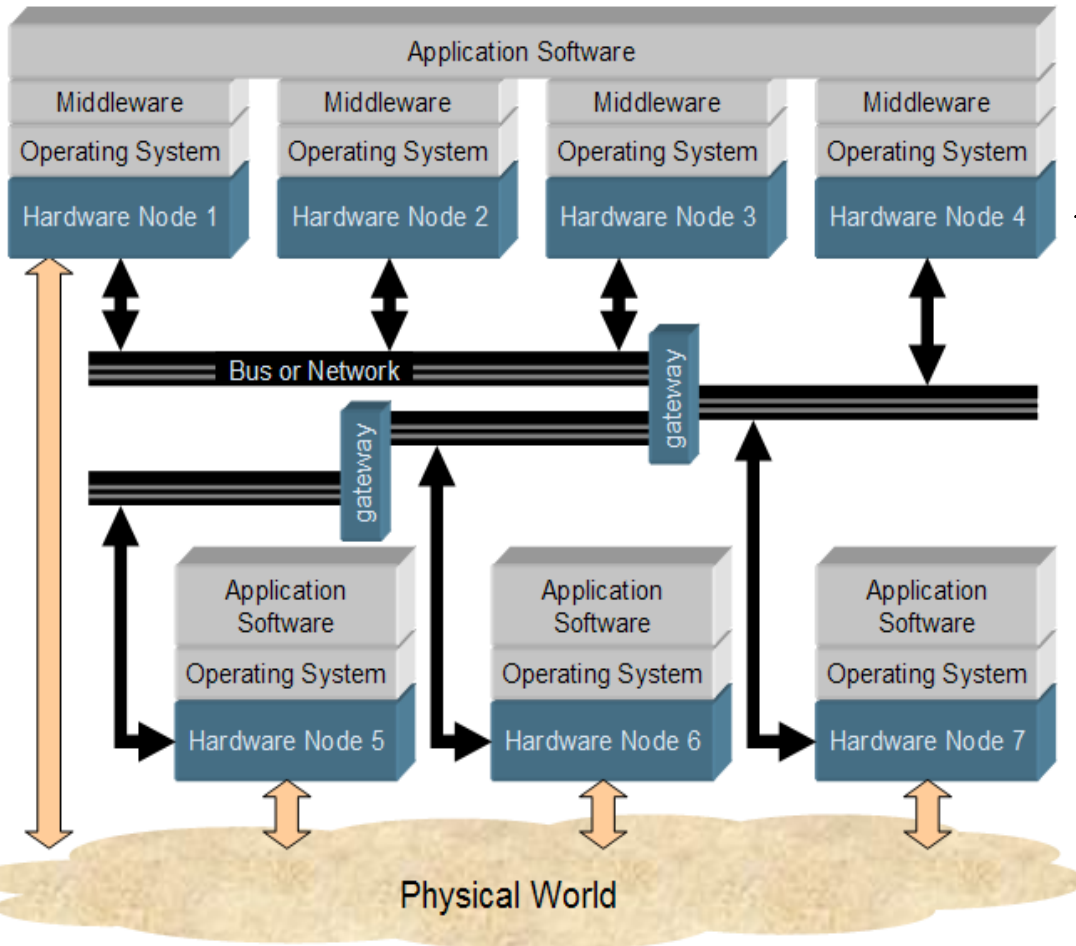 Application Software
Middleware
Middleware
Middleware
Middleware
Operating System
Operating System
Operating System
Operating System
Hardware Node 1
Hardware Node 2
Hardware Node 3
Hardware Node 4
Bus or Network
gateway
gateway
Application
Software
Application
Software
Application
Software
Operating System
Operating System
Operating System
Hardware Node 5
Hardware Node 6
Hardware Node 7
Physical World